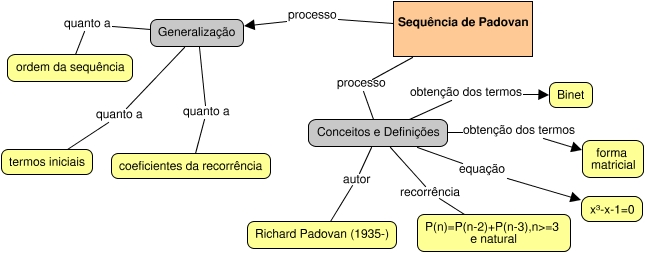 processo
Sequência de Padovan
quanto a
Generalização
ordem da sequência
processo
obtenção dos termos
Binet
quanto a
quanto a
Conceitos e Definições
obtenção dos termos
termos iniciais
coeficientes da recorrência
forma
matricial
equação
autor
recorrência
x³-x-1=0
Richard Padovan (1935-)
P(n)=P(n-2)+P(n-3),n>=3
e natural